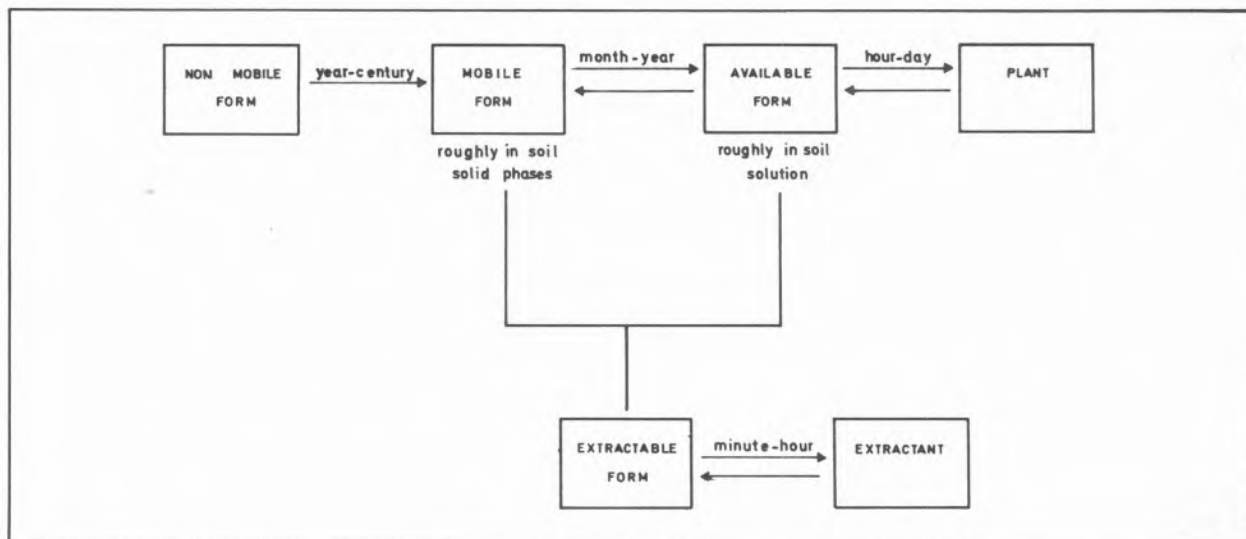 NON MOBILE
FORM
year-century
MOBILE
FORM
month-year
AVAILABLE
FORM
hour-day
PLANT
roughly in soil
solid phases
roughly in soil
solution
EXTRACTABLE
FORM
minute-hour
EXTRACTANT